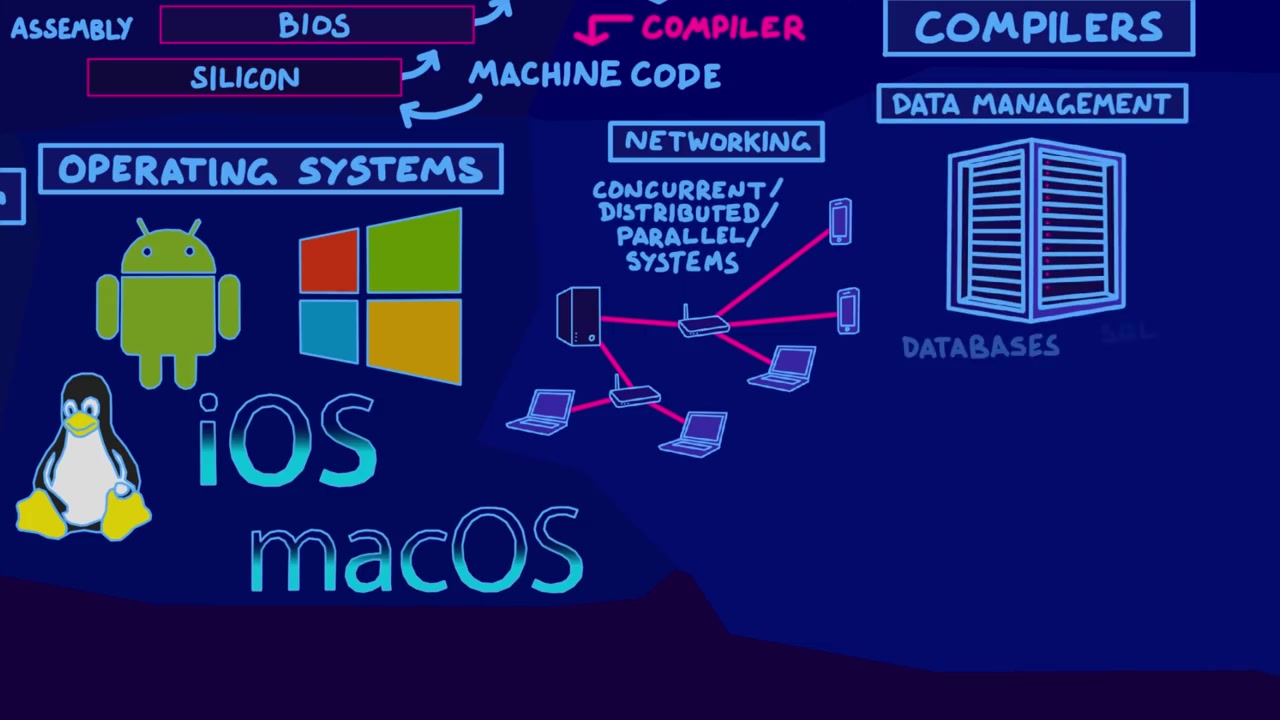 ASSEMBLY
BIOS
COMPILER
COMPILERS
SILICON
MACHINE CODE
DATA MANAGEMENT
OPERATING SYSTEMS
NETWORKING
CONCURRENT/
DISTRIBUTED/
PARALLEL/
SYSTEMS
DATABASES
SQL
iOS
macOS